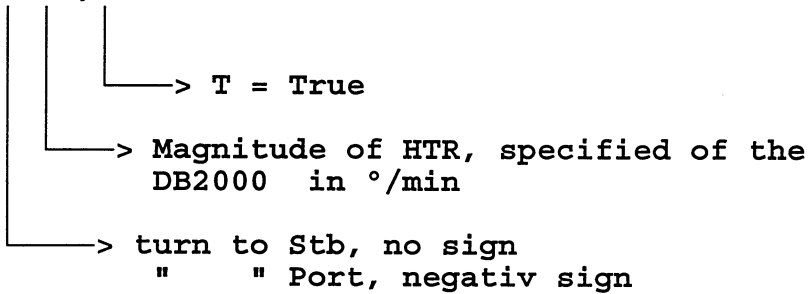 > T = True
> Magnitude of HTR, specified of the
DB2000 in °/min
> turn to Stb, no sign
" " Port, negativ sign